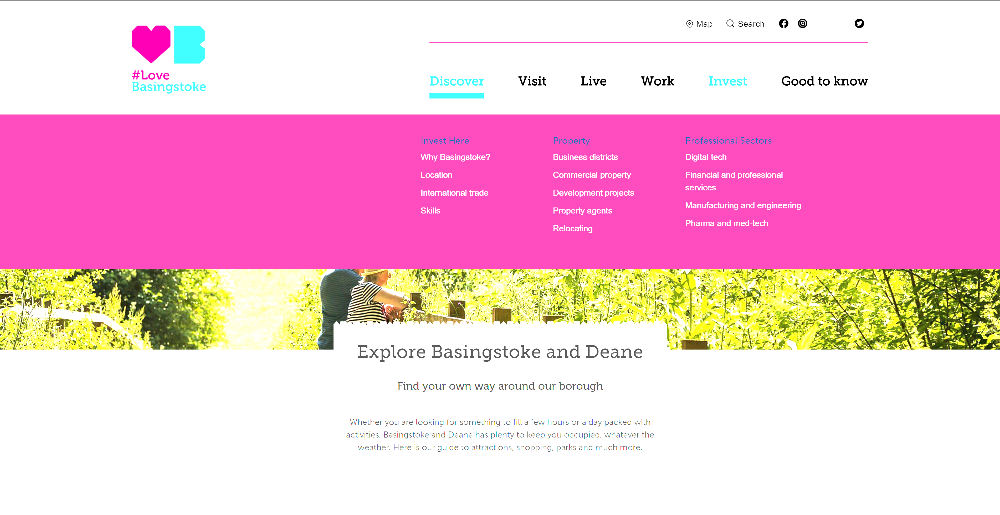 Map
Search
#Love
Basingstoke
Discover
Visit
Live
Work
Invest
Good to know
Invest Here
Why Basingstoke?
Location
International trade
Skills
Property
Business districts
Commercial property
Development projects
Property agents
Relocating
Professional Sectors
Digital tech
Financial and professional
services
Manufacturing and engineering
Pharma and med-tech
Explore Basingstoke and Deane
Find your own way around our borough
Whether you are looking for something to fill a few hours or a day packed with
activities, Basingstoke and Deane has plenty to keep you occupied, whatever the
weather. Here is our guide to attractions, shopping, parks and much more.